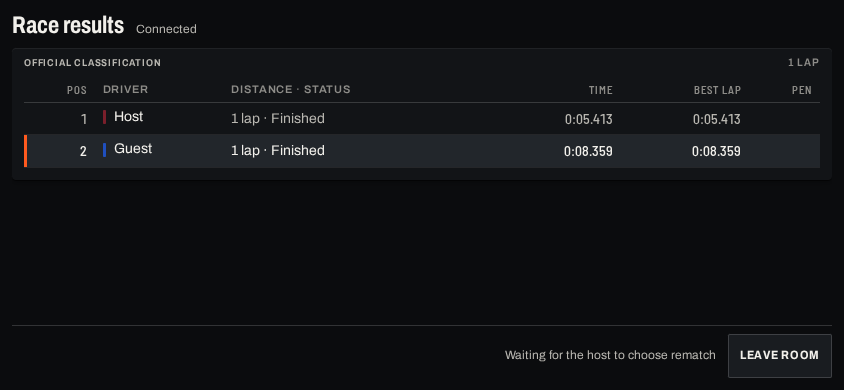 Race results Connected
OFFICIAL CLASSIFICATION 1 LAP
POS DRIVER DISTANCE · STATUS TIME BEST LAP PEN
1 Host 1 lap · Finished 0:05.413 0:05.413
2 Guest 1 lap · Finished 0:08.359 0:08.359
Waiting for the host to choose rematch LEAVE ROOM